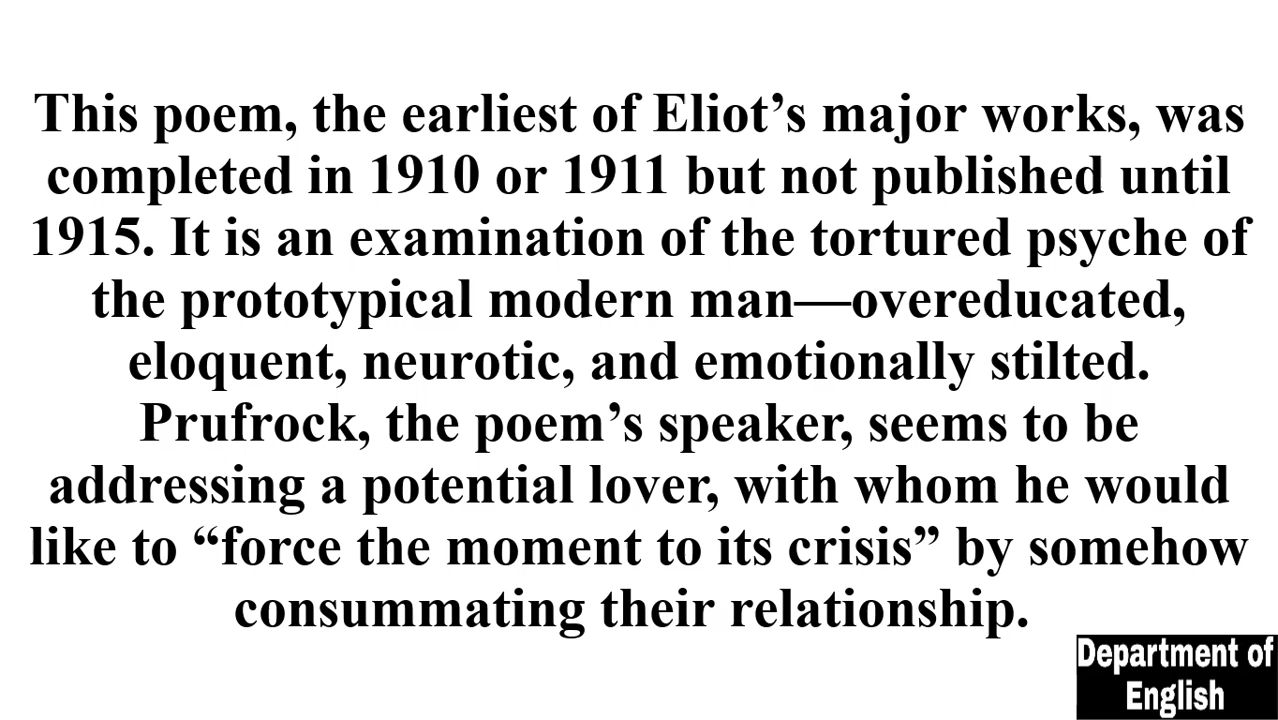 This poem, the earliest of Eliot’s major works, was
completed in 1910 or 1911 but not published until
1915. It is an examination of the tortured psyche of
the prototypical modern man—overeducated,
eloquent, neurotic, and emotionally stilted.
Prufrock, the poem’s speaker, seems to be
addressing a potential lover, with whom he would
like to “force the moment to its crisis” by somehow
consummating their relationship.
Department of
English